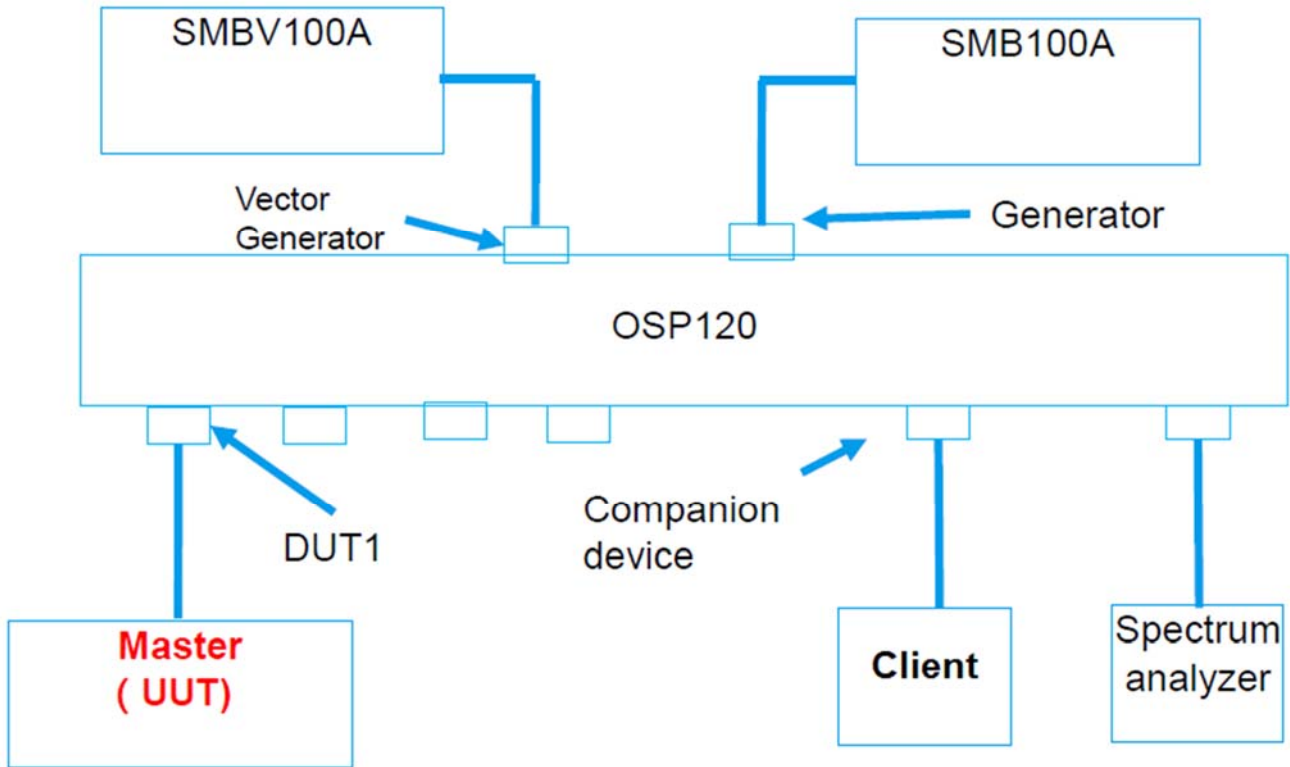 SMBV100A
SMB100A
Vector
Generator
Generator
OSP120
DUT1
Companion
device
Master
( UUT)
Client
Spectrum
analyzer